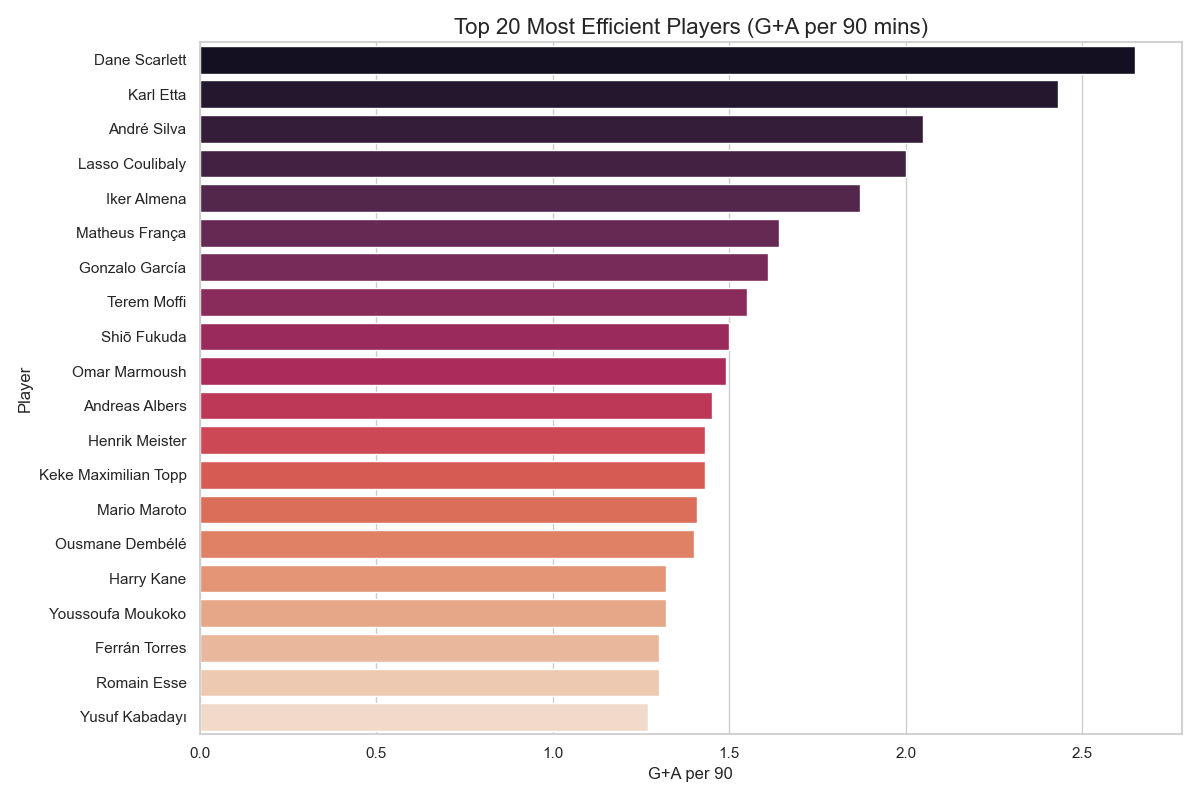 Top 20 Most Efficient Players (G+A per 90 mins)
Dane Scarlett
Karl Etta
André Silva
Lasso Coulibaly
Iker Almena
Matheus França
Gonzalo García
Terem Moffi
Shiō Fukuda
Omar Marmoush
Andreas Albers
Henrik Meister
Keke Maximilian Topp
Mario Maroto
Ousmane Dembélé
Harry Kane
Youssoufa Moukoko
Ferrán Torres
Romain Esse
Yusuf Kabadayı
Player
0.0 0.5 1.0 1.5 2.0 2.5
G+A per 90